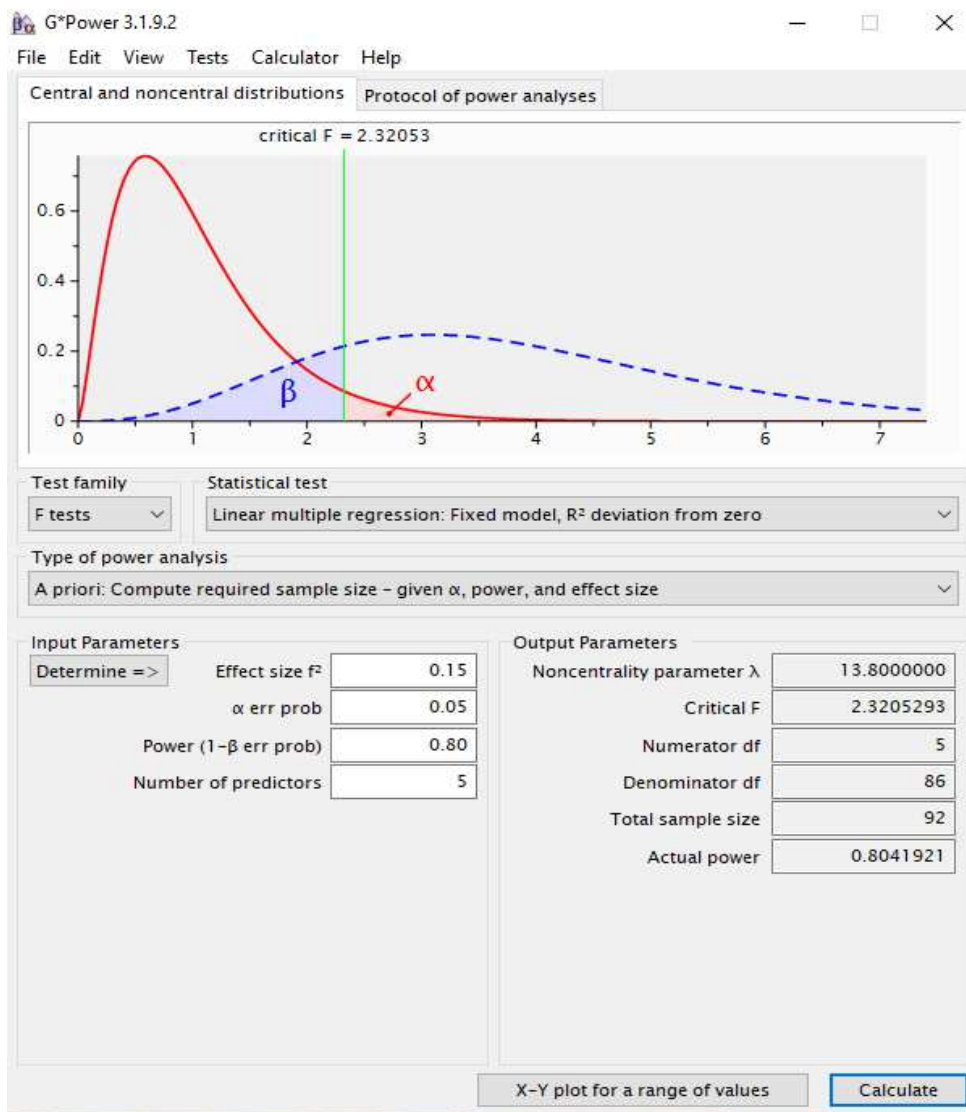 G*Power 3.1.9.2
File Edit View Tests Calculator Help
Central and noncentral distributions Protocol of power analyses
critical F = 2.32053
0.6
0.4
0.2
0
β
α
0 1 2 3 4 5 6 7
Test family Statistical test
F tests Linear multiple regression: Fixed model, R² deviation from zero
Type of power analysis
A priori: Compute required sample size – given α, power, and effect size
Input Parameters Output Parameters
Determine => Effect size f² 0.15 Noncentrality parameter λ 13.8000000
α err prob 0.05 Critical F 2.3205293
Power (1-β err prob) 0.80 Numerator df 5
Number of predictors 5 Denominator df 86
Total sample size 92
Actual power 0.8041921
X-Y plot for a range of values Calculate